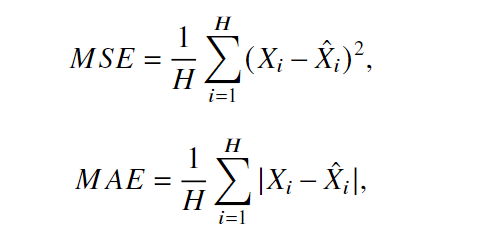 $MSE = \frac{1}{H} \sum_{i=1}^{H} (X_i - \hat{X}_i)^2,$
$MAE = \frac{1}{H} \sum_{i=1}^{H} |X_i - \hat{X}_i|,$